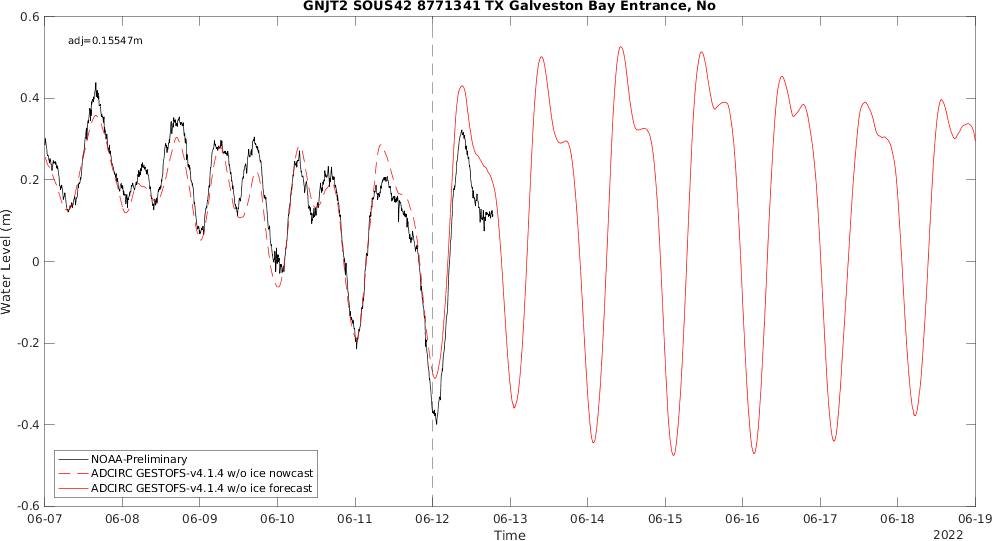 GNJT2 SOUS42 8771341 TX Galveston Bay Entrance, No
adj=0.15547m
0.6
0.4
0.2
0
-0.2
-0.4
-0.6
Water Level (m)
NOAA-Preliminary
ADCIRC GESTOFS-v4.1.4 w/o ice nowcast
ADCIRC GESTOFS-v4.1.4 w/o ice forecast
06-07 06-08 06-09 06-10 06-11 06-12 06-13 06-14 06-15 06-16 06-17 06-18 06-19
Time
2022